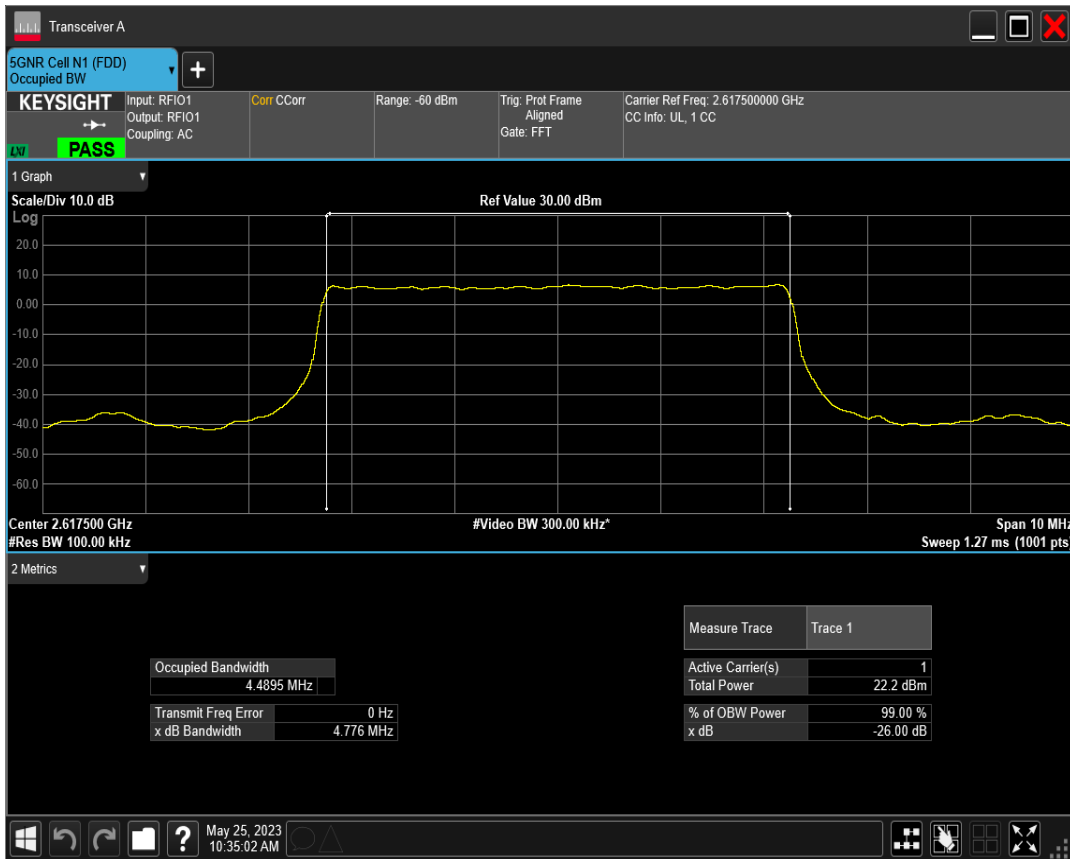 Transceiver A
5GNR Cell N1 (FDD)
Occupied BW
+
KEYSIGHT
LXI
PASS
Input: RFIO1
Output: RFIO1
Coupling: AC
Corr CCorr
Range: -60 dBm
Trig: Prot Frame
Aligned
Gate: FFT
Carrier Ref Freq: 2.617500000 GHz
CC Info: UL, 1 CC
1 Graph
Scale/Div 10.0 dB
Ref Value 30.00 dBm
Log
20.0
10.0
0.00
-10.0
-20.0
-30.0
-40.0
-50.0
-60.0
Center 2.617500 GHz
#Video BW 300.00 kHz*
Span 10 MHz
#Res BW 100.00 kHz
Sweep 1.27 ms (1001 pts)
2 Metrics
Measure Trace Trace 1
Occupied Bandwidth
4.4895 MHz
Active Carrier(s) 1
Total Power 22.2 dBm
Transmit Freq Error 0 Hz
x dB Bandwidth 4.776 MHz
% of OBW Power 99.00 %
x dB -26.00 dB
?
May 25, 2023
10:35:02 AM